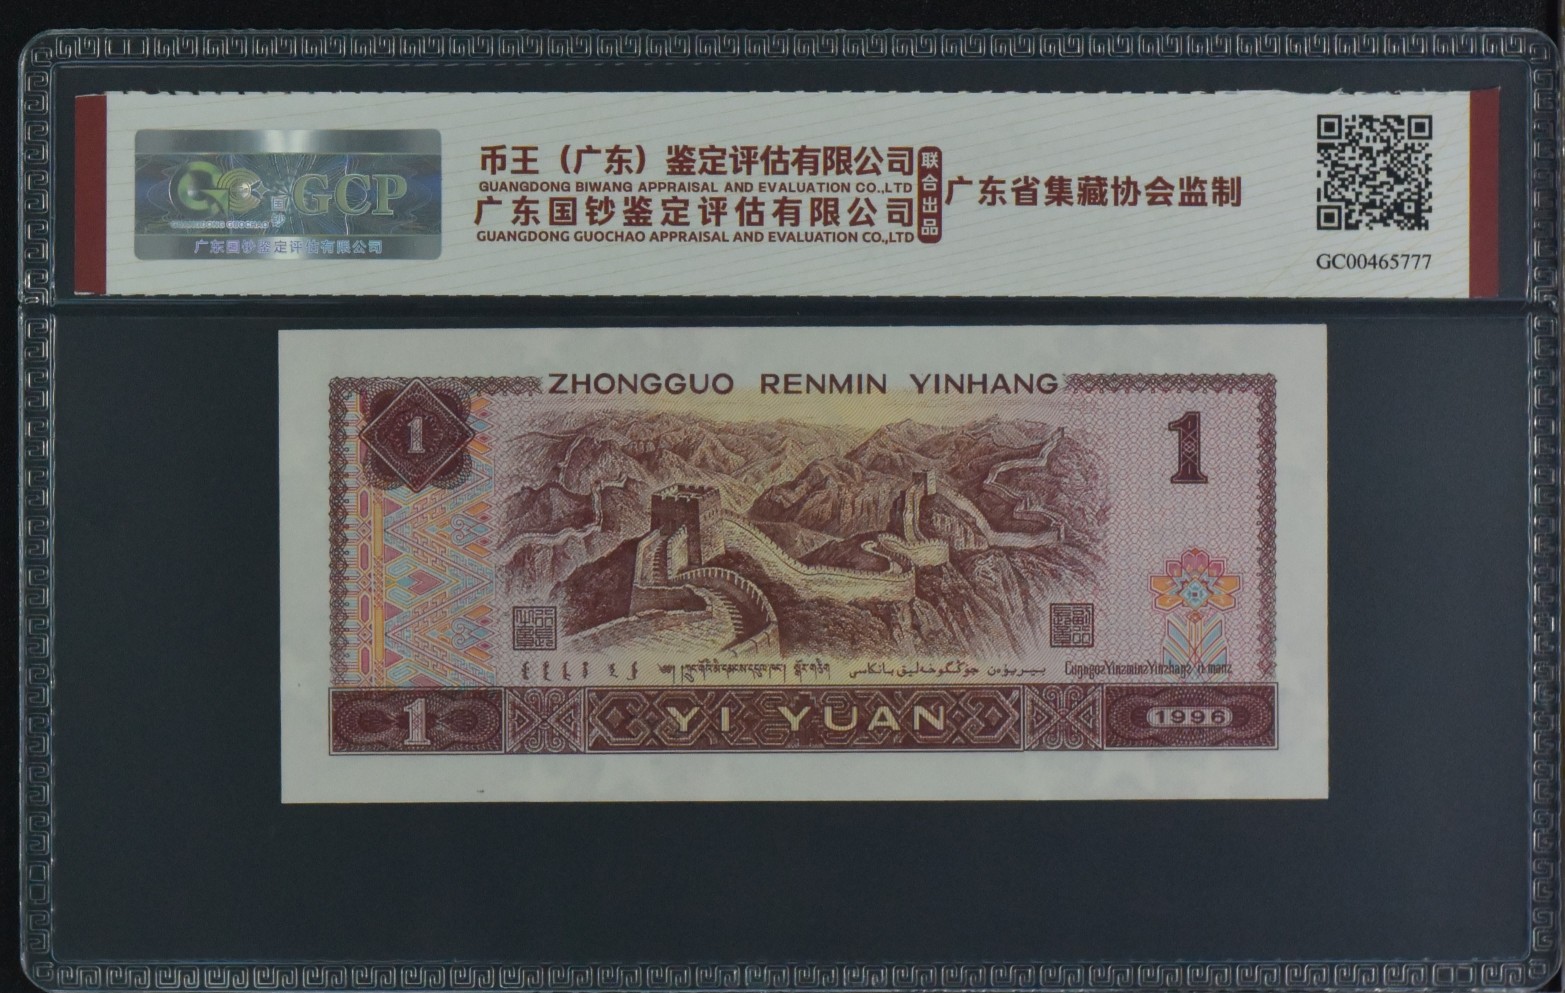 GCP
广东国钞鉴定评估有限公司
币王（广东）鉴定评估有限公司
GUANGDONG BIWANG APPRAISAL AND EVALUATION CO.,LTD
广东国钞鉴定评估有限公司
GUANGDONG GUOCHAO APPRAISAL AND EVALUATION CO.,LTD
联合出品
广东省集藏协会监制
GC00465777
ZHONGGUO RENMIN YINHANG
1
1
1
YI YUAN
1996